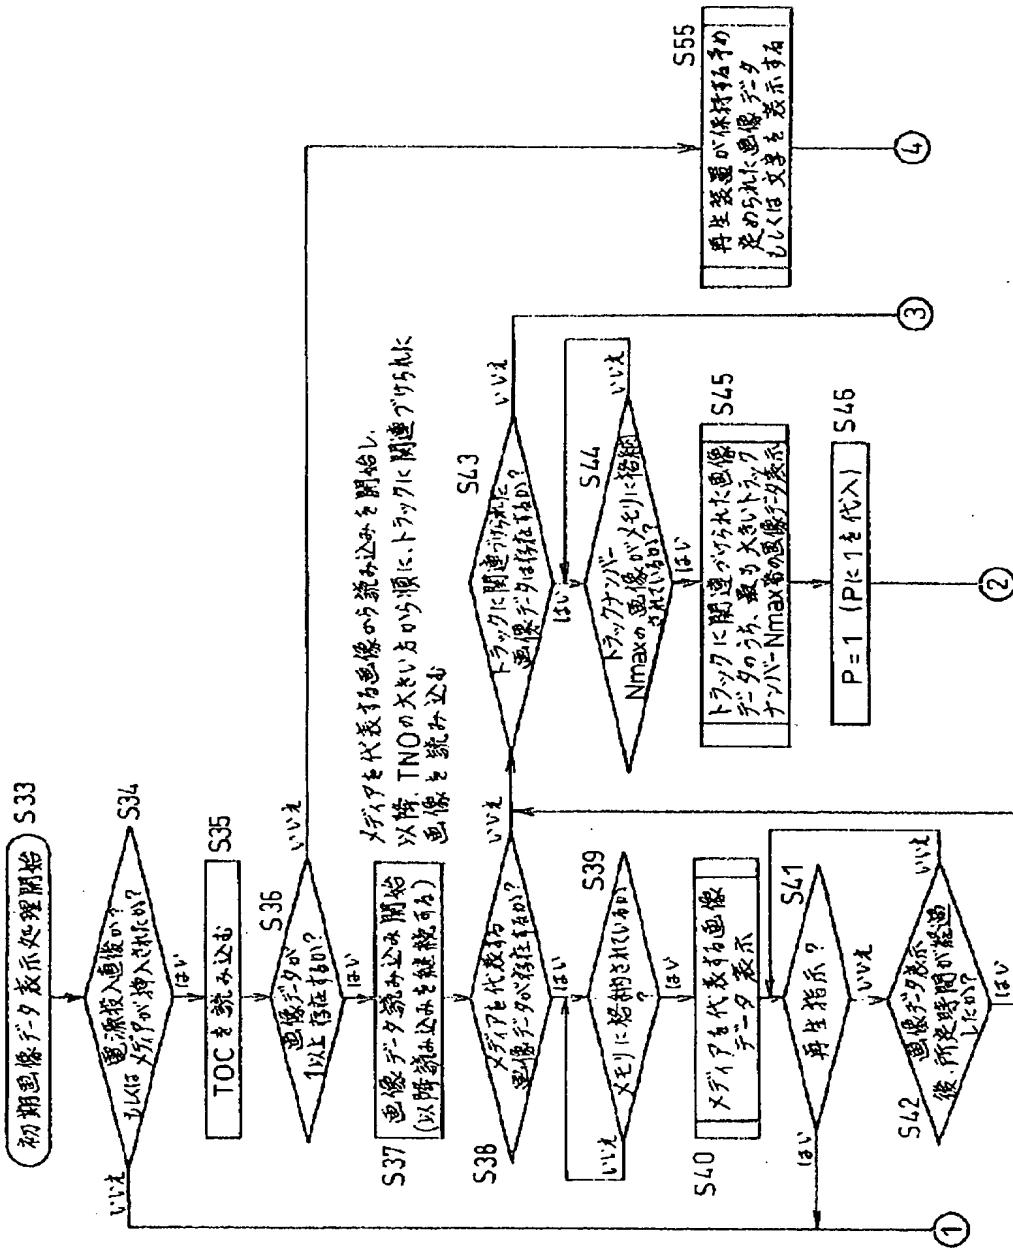 初期画像データ表示処理開始
S33
電源投入直後か?
もしくはメディアが挿入されたか?
S34
いいえ
はい
TOCを読み込む
S35
画像データが
1以上
存在するか?
S36
いいえ
はい
S37
画像データ読み込み開始
(以降読み込みを継続する)
メディアを代表する画像から読み込みを開始し、
以降、TNOの大きい方から順に、トラックに関連づけられた
画像を読み込む
S38
メディアを代表する
画像データが存在するか?
いいえ
はい
S39
メモリに格納されているか
?
いいえ
はい
S40
メディアを代表する画像
データ表示
S41
再生指示?
はい
いいえ
S42
画像データ表示
後、所定時間が経過
したか?
いいえ
はい
①
S43
トラックに関連づけられた
画像データは存在するか?
いいえ
はい
S44
トラックナンバー
Nmaxの画像がメモリに格納
されているか?
いいえ
はい
S45
トラックに関連づけられた画像
データのうち、最も大きいトラック
ナンバーNmax番の画像データ表示
S46
P=1 (Pに1を代入)
②
③
S55
再生装置が保持する予め
定められた画像データ
もしくは文字を表示する
④